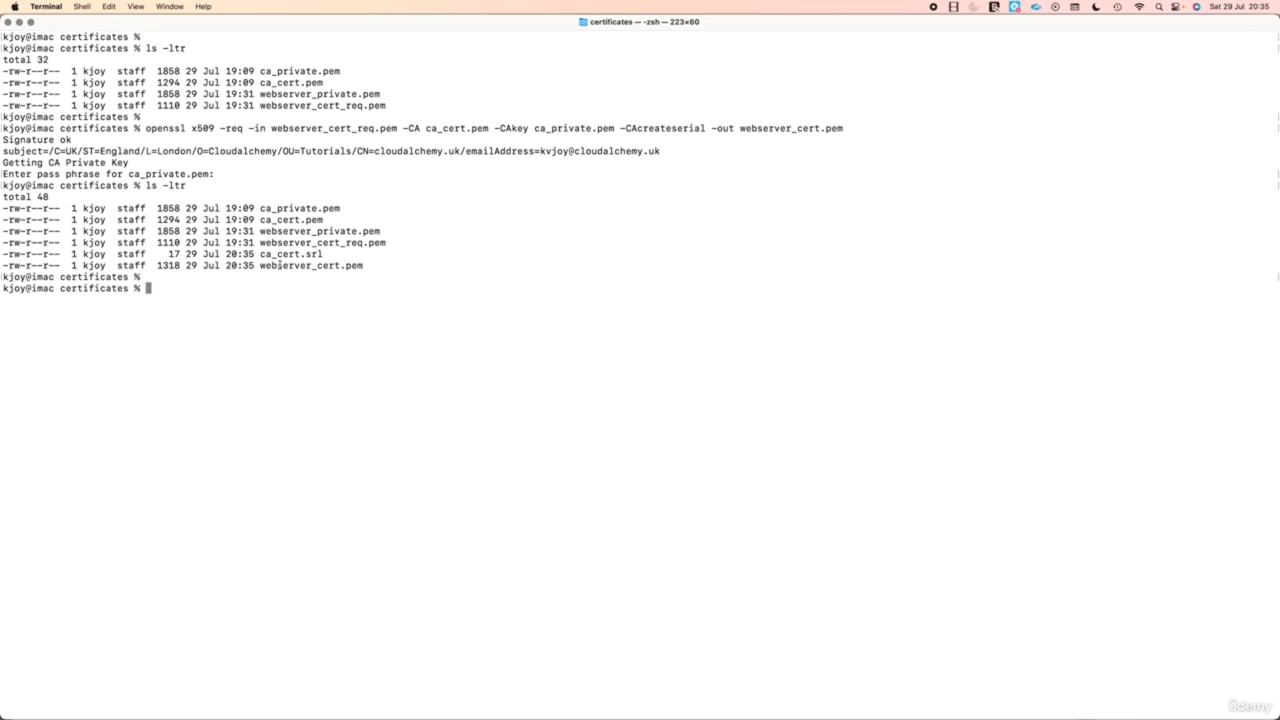 Terminal Shell Edit View Window Help Sat 29 Jul 20:35
certificates — -zsh — 223×60
kjoy@imac certificates %
kjoy@imac certificates % ls -ltr
total 32
-rw-r--r-- 1 kjoy staff 1858 29 Jul 19:09 ca_private.pem
-rw-r--r-- 1 kjoy staff 1294 29 Jul 19:09 ca_cert.pem
-rw-r--r-- 1 kjoy staff 1858 29 Jul 19:31 webserver_private.pem
-rw-r--r-- 1 kjoy staff 1110 29 Jul 19:31 webserver_cert_req.pem
kjoy@imac certificates %
kjoy@imac certificates % openssl x509 -req -in webserver_cert_req.pem -CA ca_cert.pem -CAkey ca_private.pem -CAcreateserial -out webserver_cert.pem
Signature ok
subject=/C=UK/ST=England/L=London/O=Cloudalchemy/OU=Tutorials/CN=cloudalchemy.uk/emailAddress=kvjoy@cloudalchemy.uk
Getting CA Private Key
Enter pass phrase for ca_private.pem:
kjoy@imac certificates % ls -ltr
total 48
-rw-r--r-- 1 kjoy staff 1858 29 Jul 19:09 ca_private.pem
-rw-r--r-- 1 kjoy staff 1294 29 Jul 19:09 ca_cert.pem
-rw-r--r-- 1 kjoy staff 1858 29 Jul 19:31 webserver_private.pem
-rw-r--r-- 1 kjoy staff 1110 29 Jul 19:31 webserver_cert_req.pem
-rw-r--r-- 1 kjoy staff 17 29 Jul 20:35 ca_cert.srl
-rw-r--r-- 1 kjoy staff 1318 29 Jul 20:35 webserver_cert.pem
kjoy@imac certificates %
kjoy@imac certificates %
ûdemy